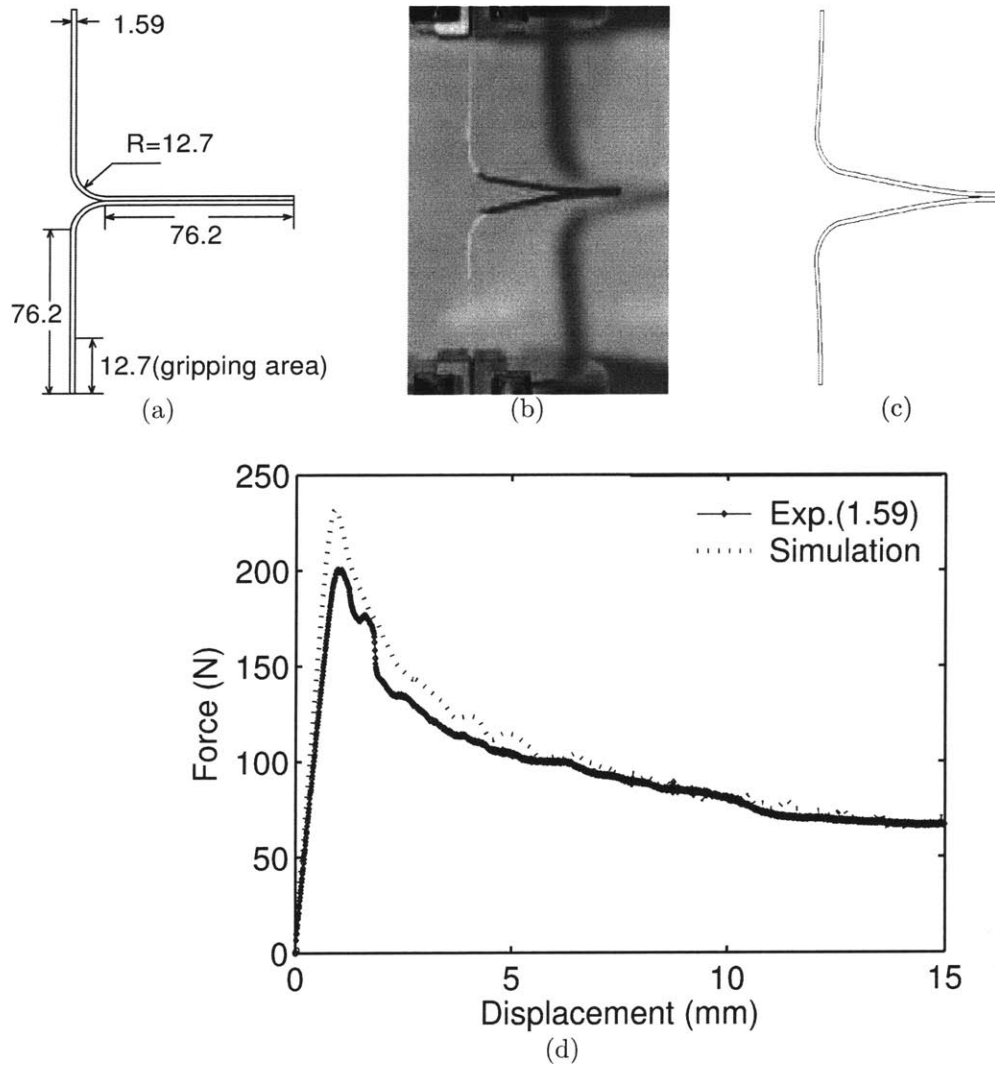 1.59
R=12.7
76.2
76.2
12.7(gripping area)
(a)
(b)
(c)
250
200
150
100
50
0
Force (N)
Exp.(1.59)
Simulation
0
5
10
15
Displacement (mm)
(d)